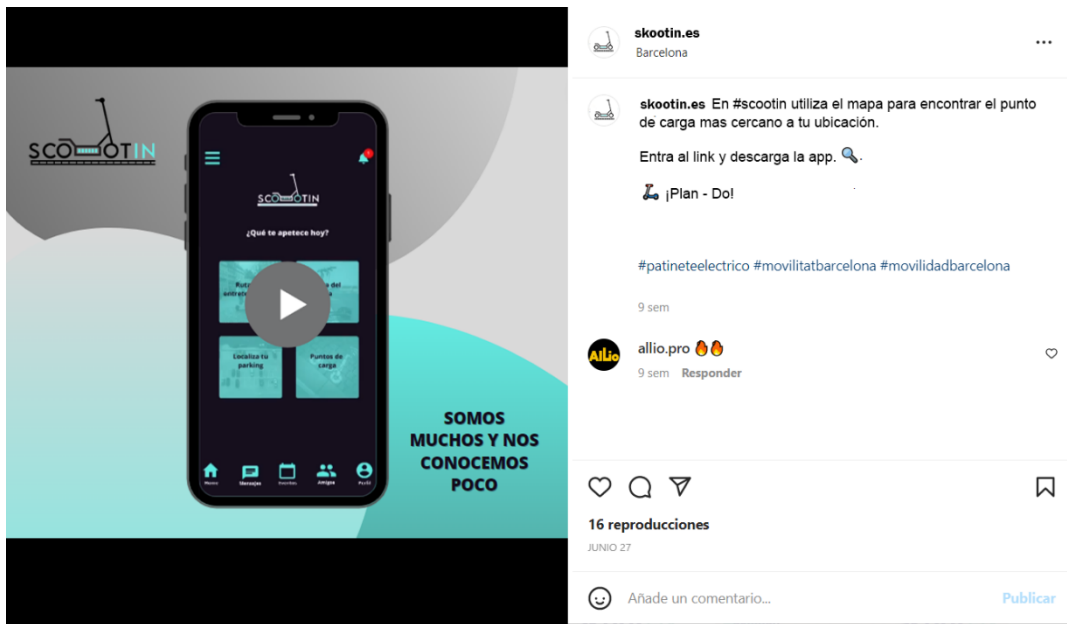 SCOOTIN
1
SCOOTIN
¿Qué te apetece hoy?
Localiza tú
parking
Puntos de
carga
Mensajes
Amigos
Perfil
SOMOS
MUCHOS Y NOS
CONOCEMOS
POCO
skootin.es
Barcelona
skootin.es En #scootin utiliza el mapa para encontrar el punto
de carga mas cercano a tu ubicación.
Entra al link y descarga la app. 🔍.
🛴 ¡Plan - Do!
#patineteelectrico #movilitatbarcelona #movilidadbarcelona
9 sem
AlLio
allio.pro 🔥🔥
9 sem Responder
16 reproducciones
JUNIO 27
Añade un comentario...
Publicar